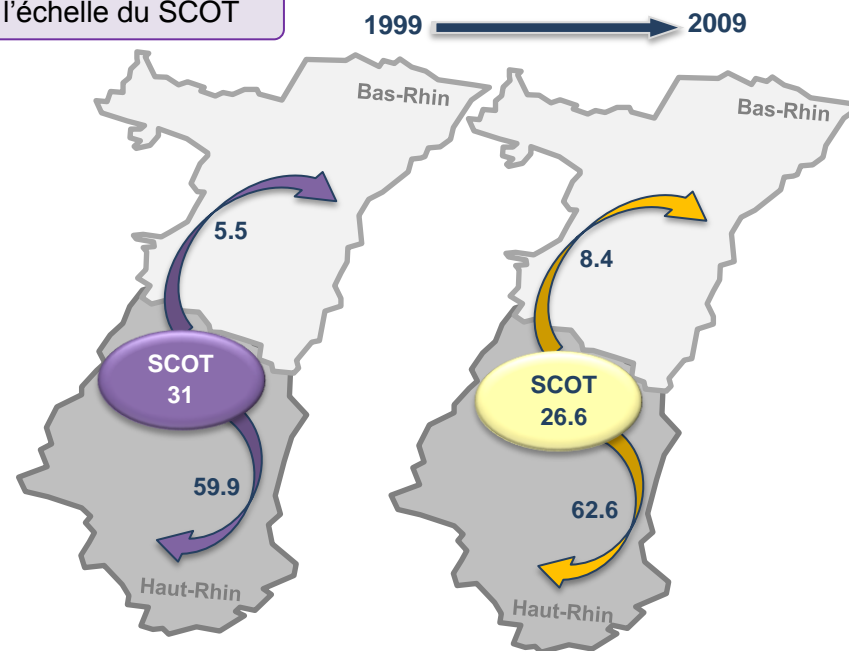 l'échelle du SCOT
1999
2009
Bas-Rhin
5.5
SCOT
31
59.9
Haut-Rhin
Bas-Rhin
8.4
SCOT
26.6
62.6
Haut-Rhin